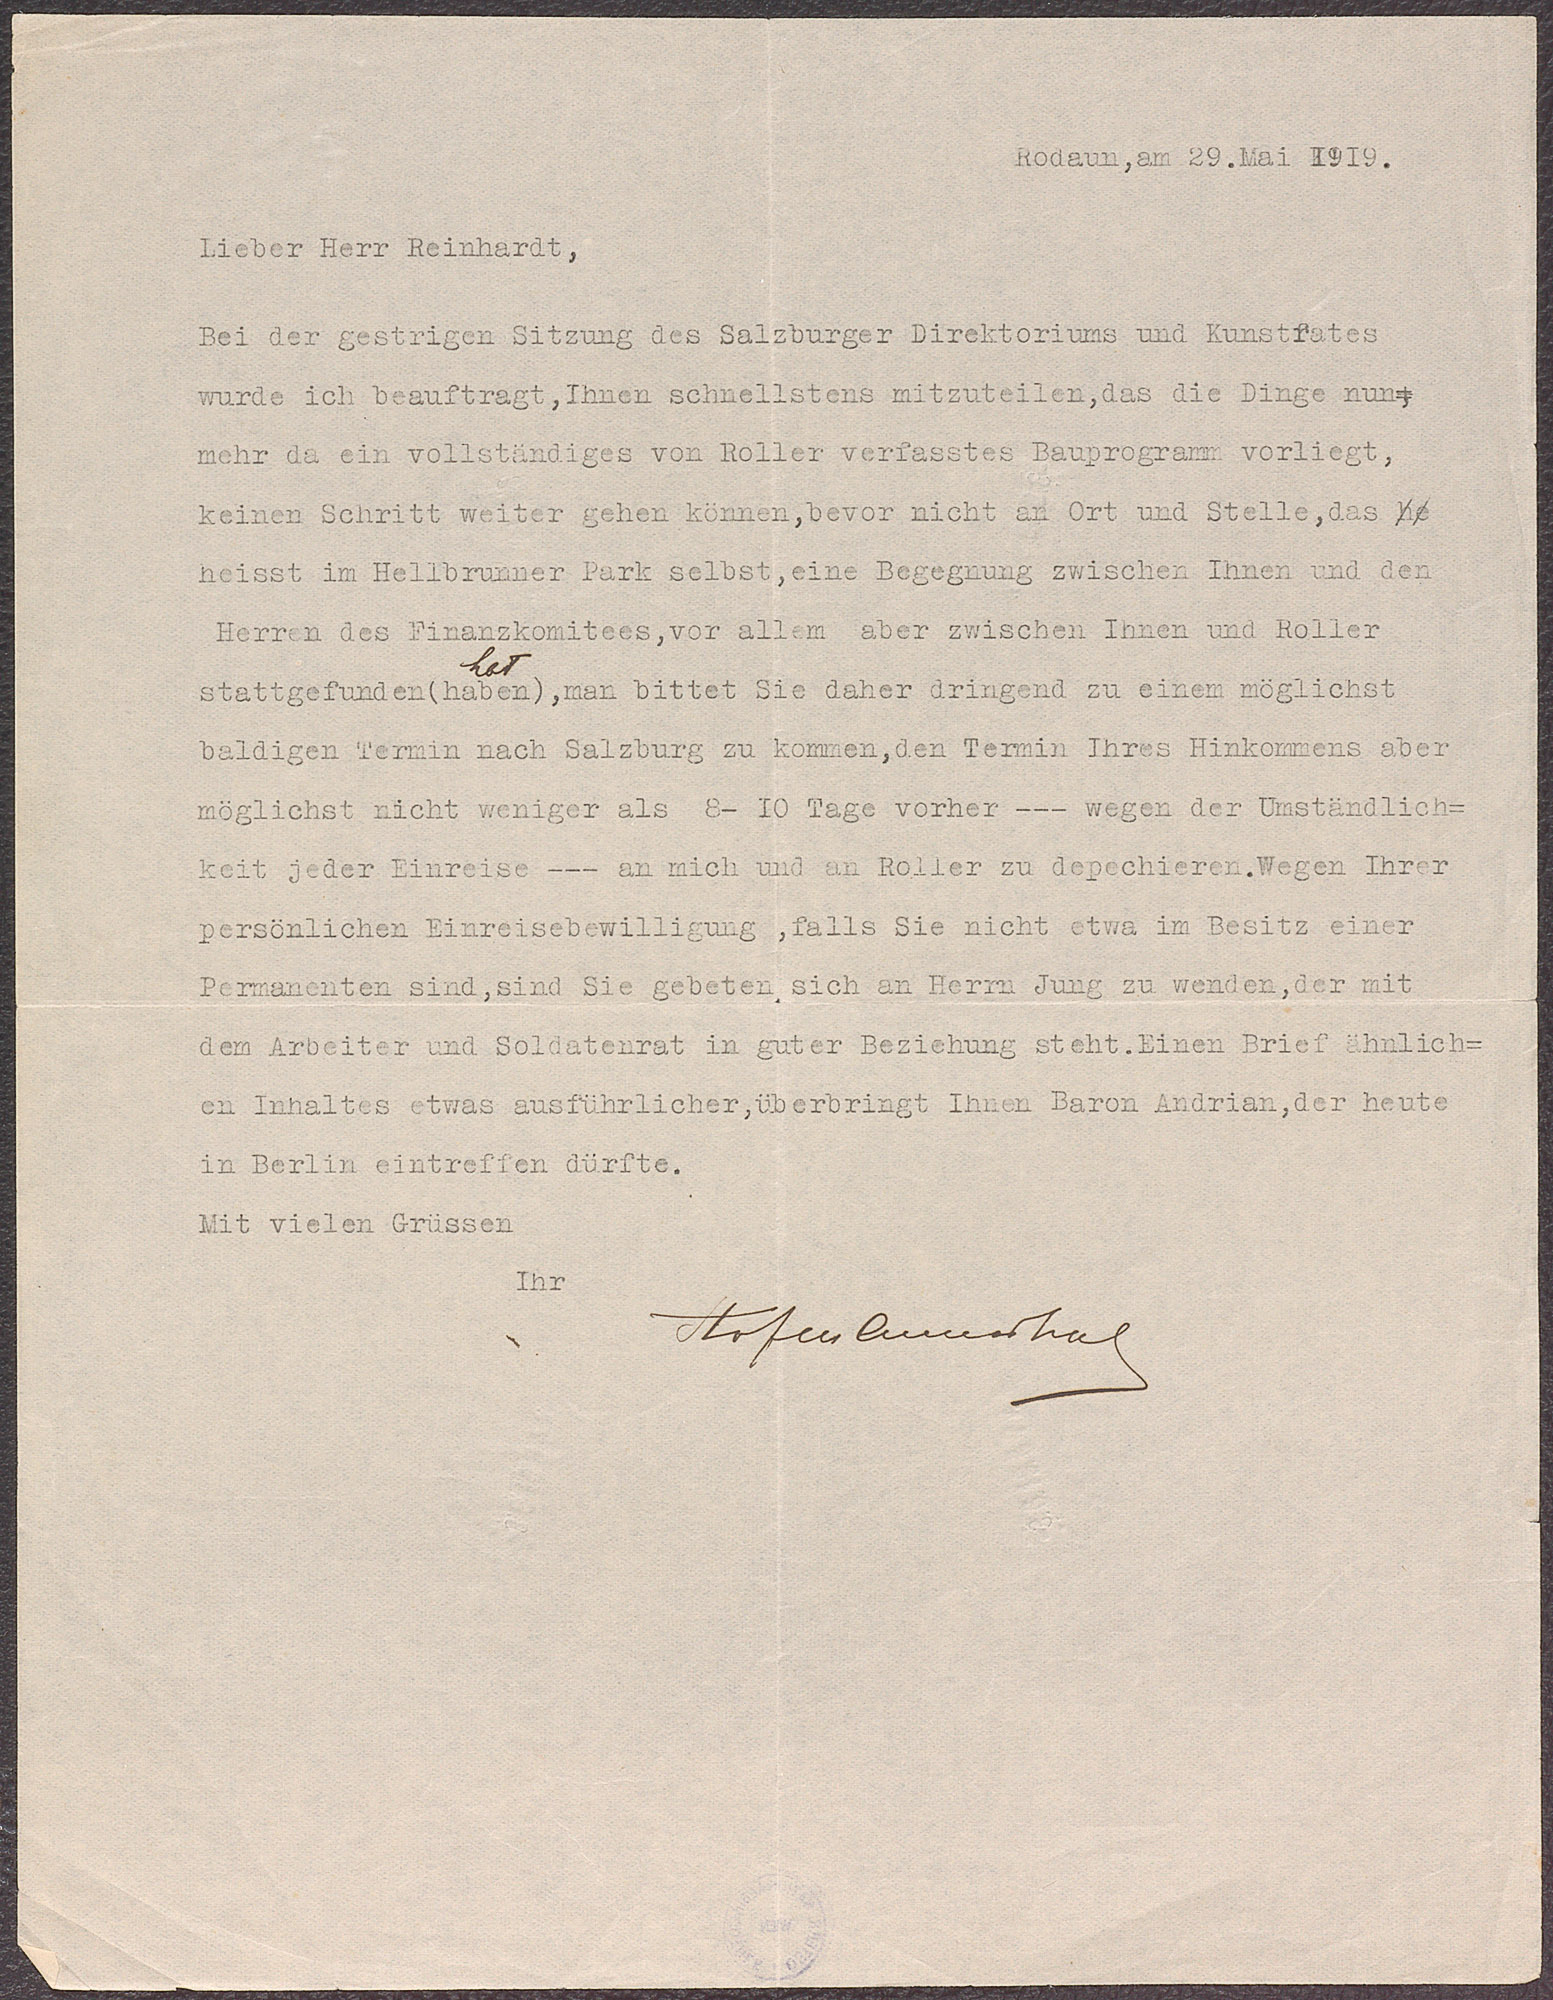 Rodaun,am 29.Mai I9I9.
Lieber Herr Reinhardt,
Bei der gestrigen Sitzung des Salzburger Direktoriums und Kunstrates
wurde ich beauftragt,Ihnen schnellstens mitzuteilen,das die Dinge nun=
mehr da ein vollständiges von Roller verfasstes Bauprogramm vorliegt,
keinen Schritt weiter gehen können,bevor nicht an Ort und Stelle,das he
heisst im Hellbrunner Park selbst,eine Begegnung zwischen Ihnen und den
Herren des Finanzkomitees,vor allem aber zwischen Ihnen und Roller
hat
stattgefunden(haben),man bittet Sie daher dringend zu einem möglichst
baldigen Termin nach Salzburg zu kommen,den Termin Ihres Hinkommens aber
möglichst nicht weniger als 8- IO Tage vorher --- wegen der Umständlich=
keit jeder Einreise --- an mich und an Roller zu depechieren.Wegen Ihrer
persönlichen Einreisebewilligung ,falls Sie nicht etwa im Besitz einer
Permanenten sind,sind Sie gebeten sich an Herrn Jung zu wenden,der mit
dem Arbeiter und Soldatenrat in guter Beziehung steht.Einen Brief ähnlich=
en Inhaltes etwas ausführlicher,überbringt Ihnen Baron Andrian,der heute
in Berlin eintreffen dürfte.
Mit vielen Grüssen
Ihr
Hofmannsthal